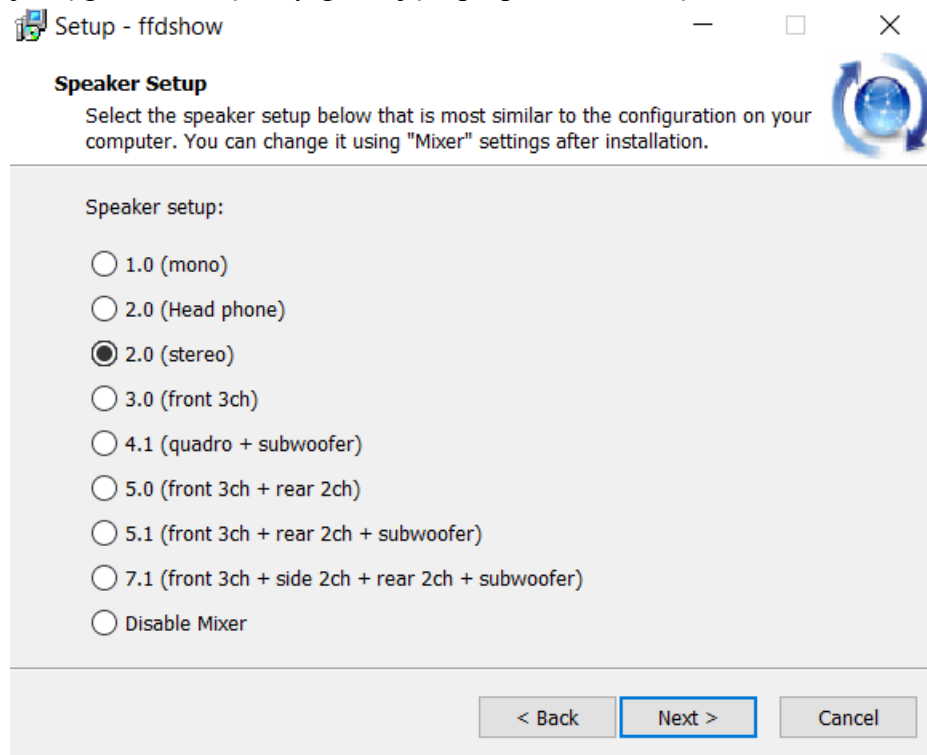 Setup - ffdshow
Speaker Setup
Select the speaker setup below that is most similar to the configuration on your
computer. You can change it using "Mixer" settings after installation.
Speaker setup:
1.0 (mono)
2.0 (Head phone)
2.0 (stereo)
3.0 (front 3ch)
4.1 (quadro + subwoofer)
5.0 (front 3ch + rear 2ch)
5.1 (front 3ch + rear 2ch + subwoofer)
7.1 (front 3ch + side 2ch + rear 2ch + subwoofer)
Disable Mixer
< Back Next > Cancel